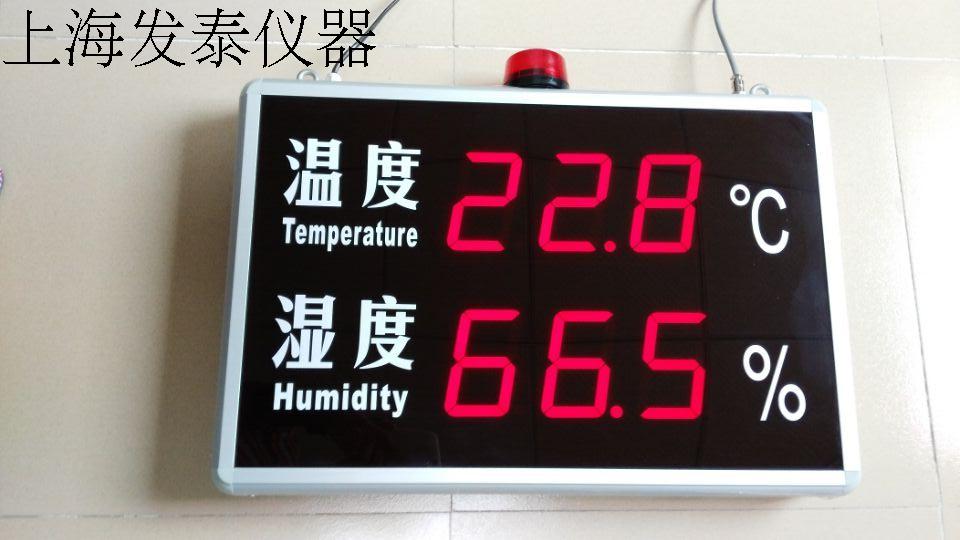 上海发泰仪器
温度 22.8 ℃
Temperature
湿度 66.5 %
Humidity